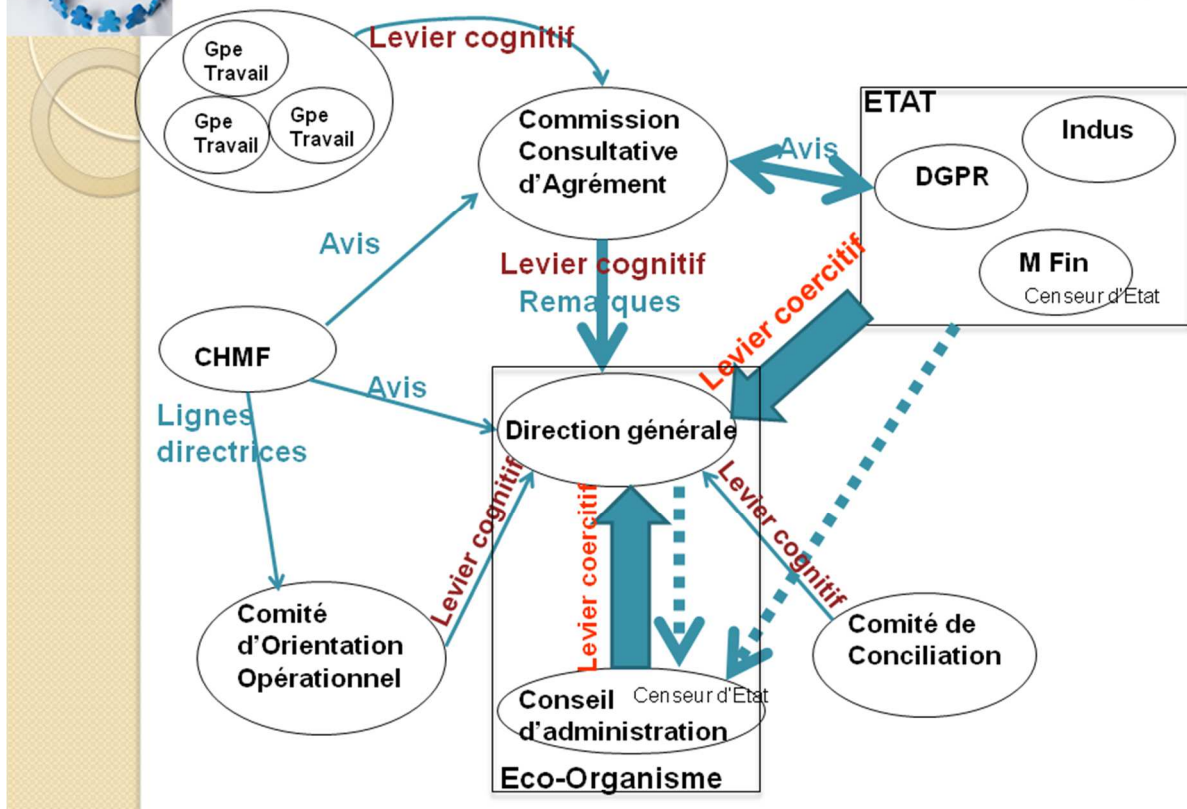 Levier cognitif
Gpe
Travail
Gpe
Travail
Gpe
Travail
Commission
Consultative
d'Agrément
Avis
ETAT
Indus
DGPR
M Fin
Censeur d'Etat
Avis
Levier cognitif
Remarques
Levier coercitif
CHMF
Avis
Lignes
directrices
Direction générale
Levier cognitif
Levier coercitif
Levier cognitif
Comité
d'Orientation
Opérationnel
Comité de
Conciliation
Conseil
d'administration
Censeur d'Etat
Eco-Organisme